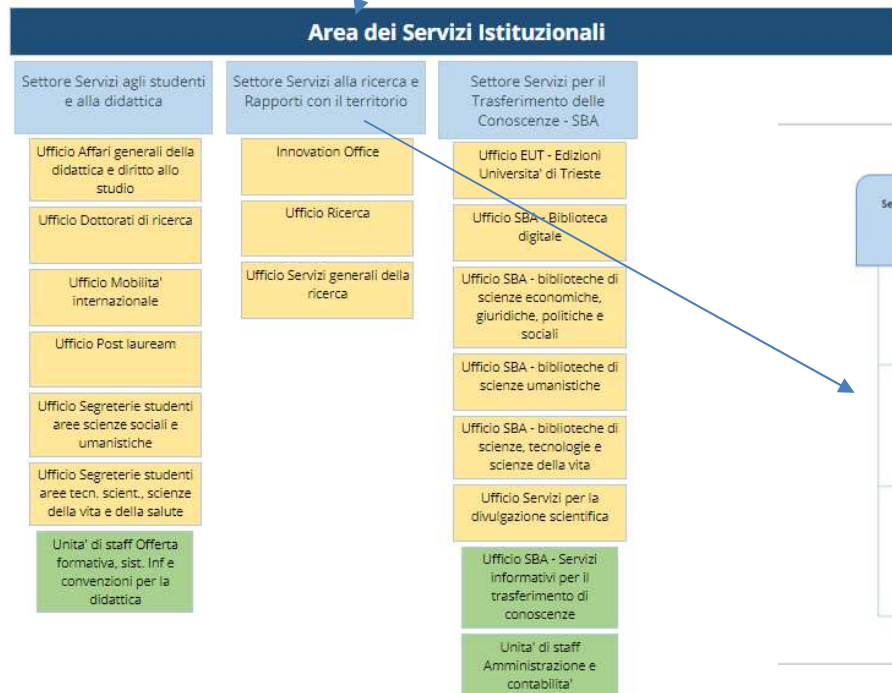 Area dei Servizi Istituzionali
Settore Servizi agli studenti
e alla didattica
Ufficio Affari generali della
didattica e diritto allo
studio
Ufficio Dottorati di ricerca
Ufficio Mobilita'
internazionale
Ufficio Post lauream
Ufficio Segreterie studenti
aree scienze sociali e
umanistiche
Ufficio Segreterie studenti
aree tecn. scient., scienze
della vita e della salute
Unita' di staff Offerta
formativa, sist. Inf e
convenzioni per la
didattica
Settore Servizi alla ricerca e
Rapporti con il territorio
Innovation Office
Ufficio Ricerca
Ufficio Servizi generali della
ricerca
Settore Servizi per il
Trasferimento delle
Conoscenze - SBA
Ufficio EUT - Edizioni
Universita' di Trieste
Ufficio SBA - Biblioteca
digitale
Ufficio SBA - biblioteche di
scienze economiche,
giuridiche, politiche e
sociali
Ufficio SBA - biblioteche di
scienze umanistiche
Ufficio SBA - biblioteche di
scienze, tecnologie e
scienze della vita
Ufficio Servizi per la
divulgazione scientifica
Ufficio SBA - Servizi
informativi per il
trasferimento di
conoscenze
Unita' di staff
Amministrazione e
contabilita'